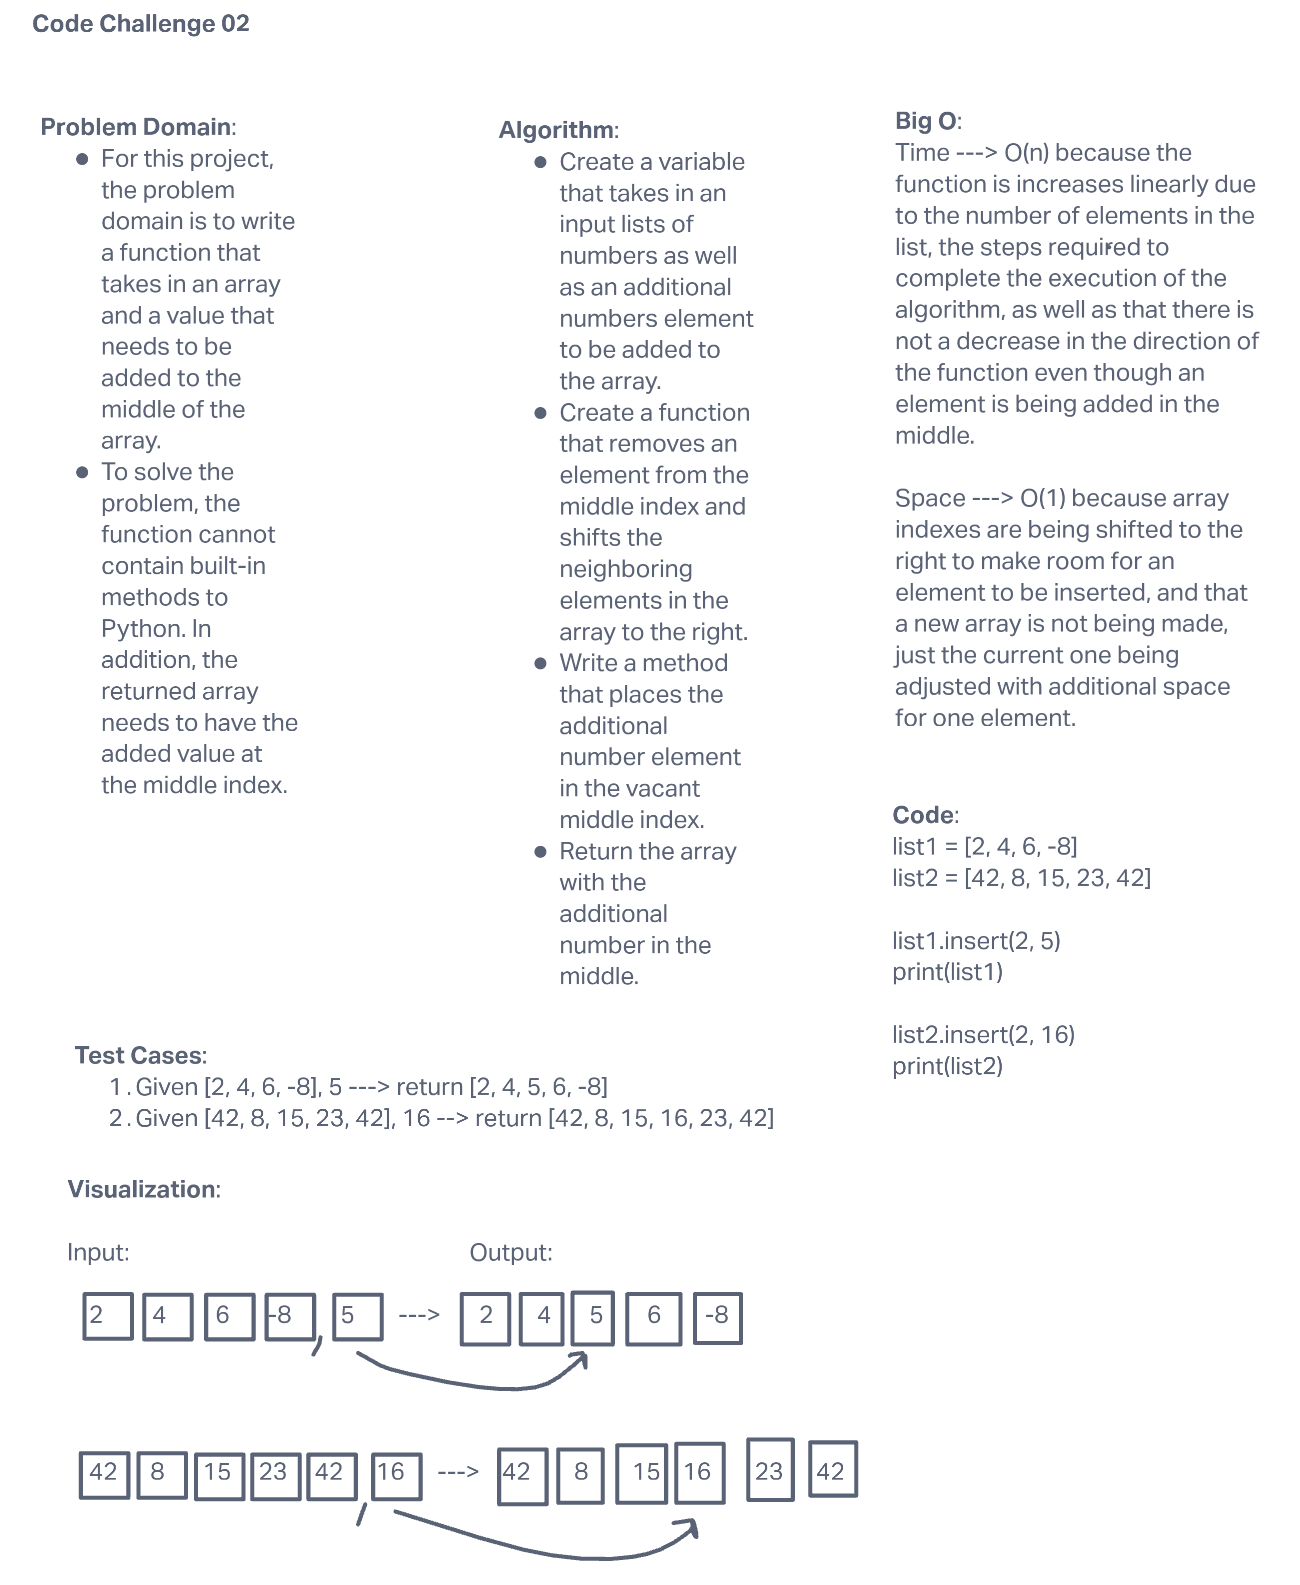 Code Challenge 02
Problem Domain:
● For this project,
the problem
domain is to write
a function that
takes in an array
and a value that
needs to be
added to the
middle of the
array.
● To solve the
problem, the
function cannot
contain built-in
methods to
Python. In
addition, the
returned array
needs to have the
added value at
the middle index.
Algorithm:
● Create a variable
that takes in an
input lists of
numbers as well
as an additional
numbers element
to be added to
the array.
● Create a function
that removes an
element from the
middle index and
shifts the
neighboring
elements in the
array to the right.
● Write a method
that places the
additional
number element
in the vacant
middle index.
● Return the array
with the
additional
number in the
middle.
Big O:
Time ---> O(n) because the
function is increases linearly due
to the number of elements in the
list, the steps required to
complete the execution of the
algorithm, as well as that there is
not a decrease in the direction of
the function even though an
element is being added in the
middle.
Space ---> O(1) because array
indexes are being shifted to the
right to make room for an
element to be inserted, and that
a new array is not being made,
just the current one being
adjusted with additional space
for one element.
Code:
list1 = [2, 4, 6, -8]
list2 = [42, 8, 15, 23, 42]
list1.insert(2, 5)
print(list1)
list2.insert(2, 16)
print(list2)
Test Cases:
1. Given [2, 4, 6, -8], 5 ---> return [2, 4, 5, 6, -8]
2. Given [42, 8, 15, 23, 42], 16 --> return [42, 8, 15, 16, 23, 42]
Visualization:
Input: Output:
2 4 6 -8 , 5 ---> 2 4 5 6 -8
42 8 15 23 42 , 16 ---> 42 8 15 16 23 42